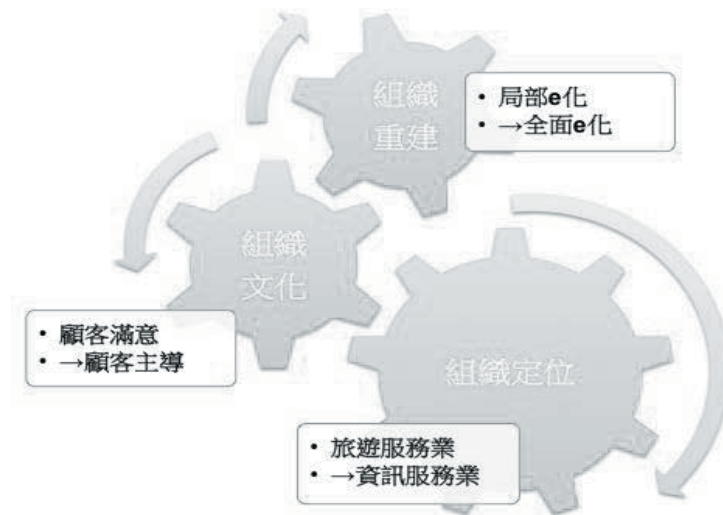 組織
重建
• 局部e化
• →全面e化
組織
文化
• 顧客滿意
• →顧客主導
組織定位
• 旅遊服務業
• →資訊服務業